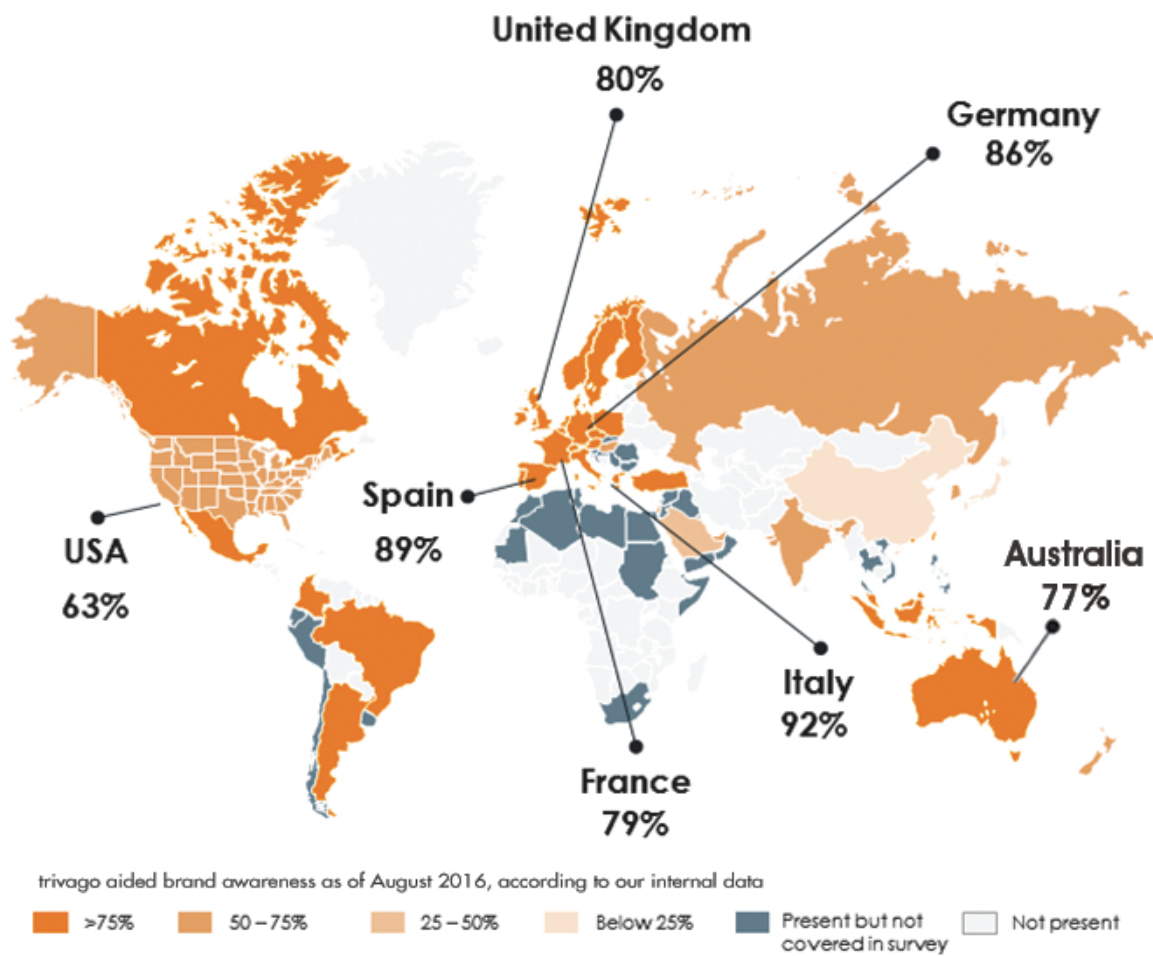 United Kingdom
80%
Germany
86%
Spain
89%
USA
63%
Australia
77%
Italy
92%
France
79%
trivago aided brand awareness as of August 2016, according to our internal data
>75%
50 – 75%
25 – 50%
Below 25%
Present but not
covered in survey
Not present